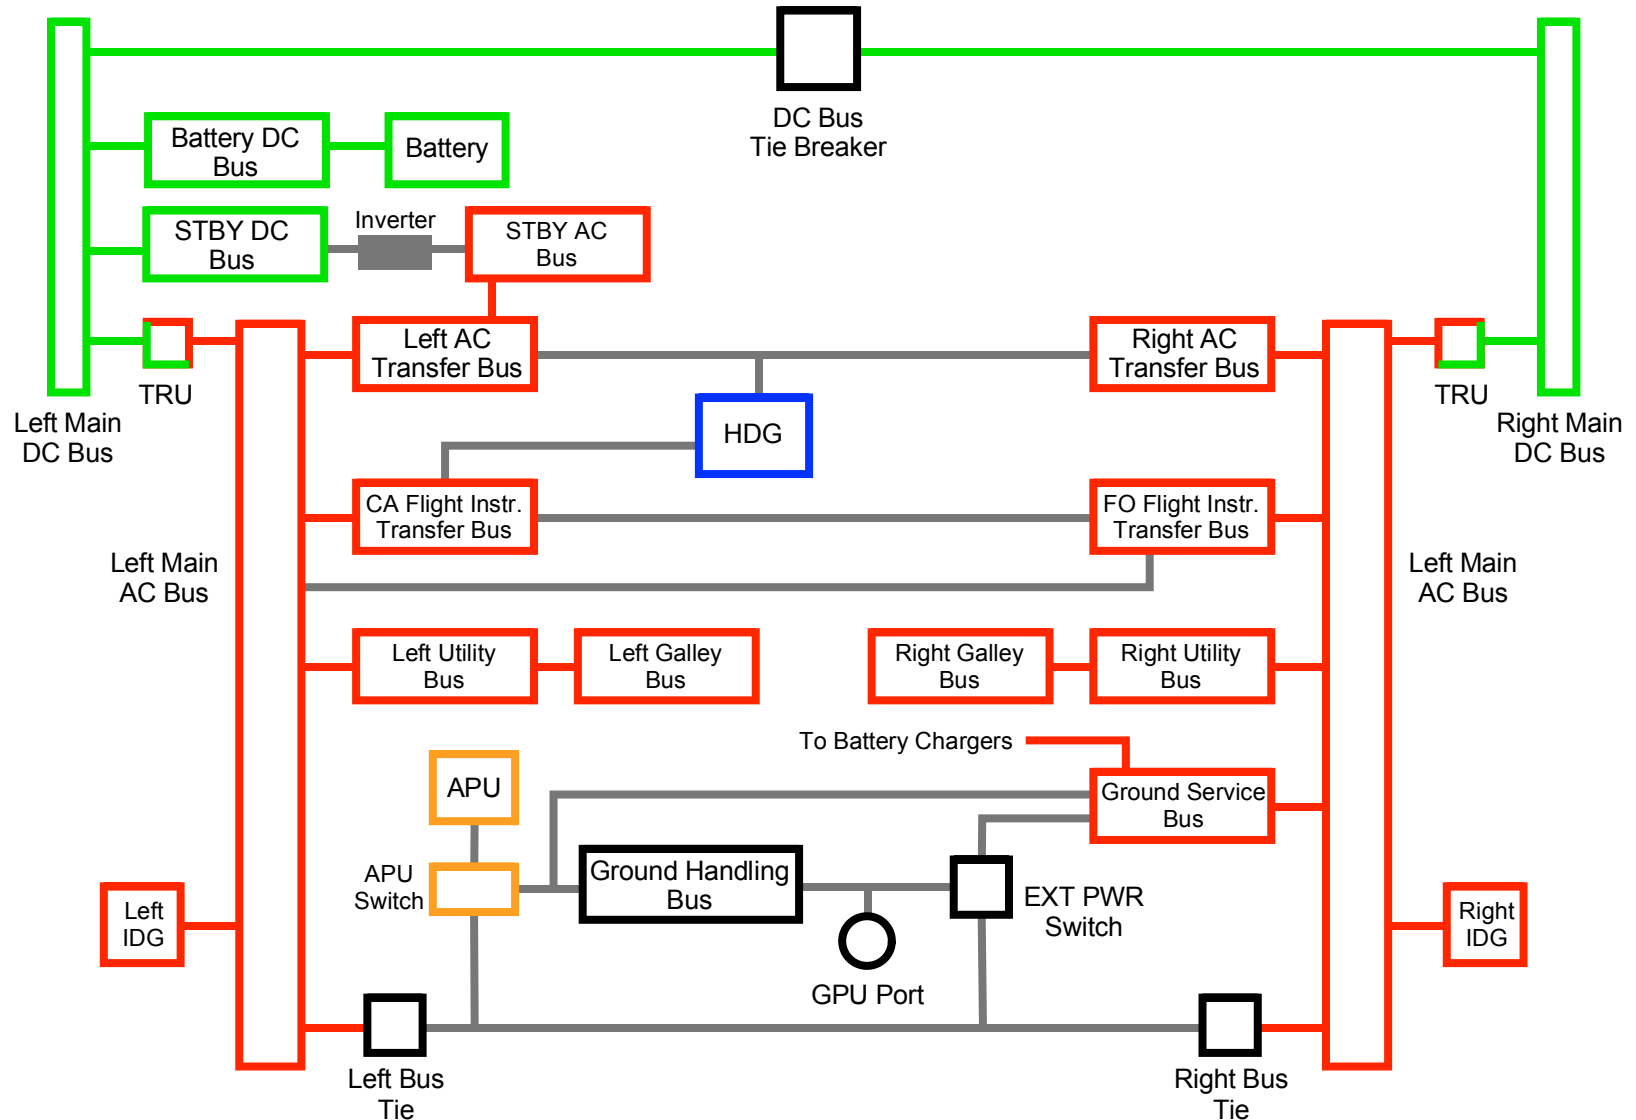 DC Bus
Tie Breaker
Battery DC
Bus
Battery
STBY DC
Bus
Inverter
STBY AC
Bus
TRU
Left AC
Transfer Bus
Right AC
Transfer Bus
TRU
Left Main
DC Bus
HDG
Right Main
DC Bus
CA Flight Instr.
Transfer Bus
FO Flight Instr.
Transfer Bus
Left Main
AC Bus
Left Main
AC Bus
Left Utility
Bus
Left Galley
Bus
Right Galley
Bus
Right Utility
Bus
To Battery Chargers
APU
Ground Service
Bus
APU
Switch
Ground Handling
Bus
EXT PWR
Switch
Left
IDG
Right
IDG
GPU Port
Left Bus
Tie
Right Bus
Tie